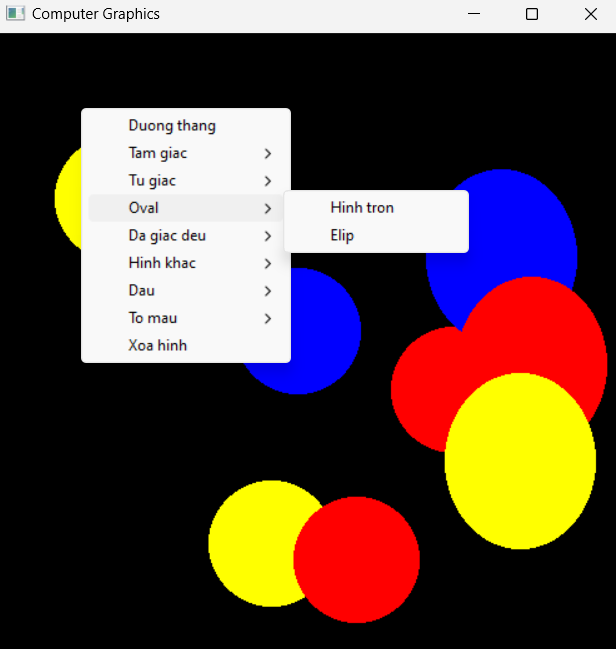 Computer Graphics
Duong thang
Tam giac
Tu giac
Oval
Da giac deu
Hinh khac
Dau
To mau
Xoa hinh
Hinh tron
Elip